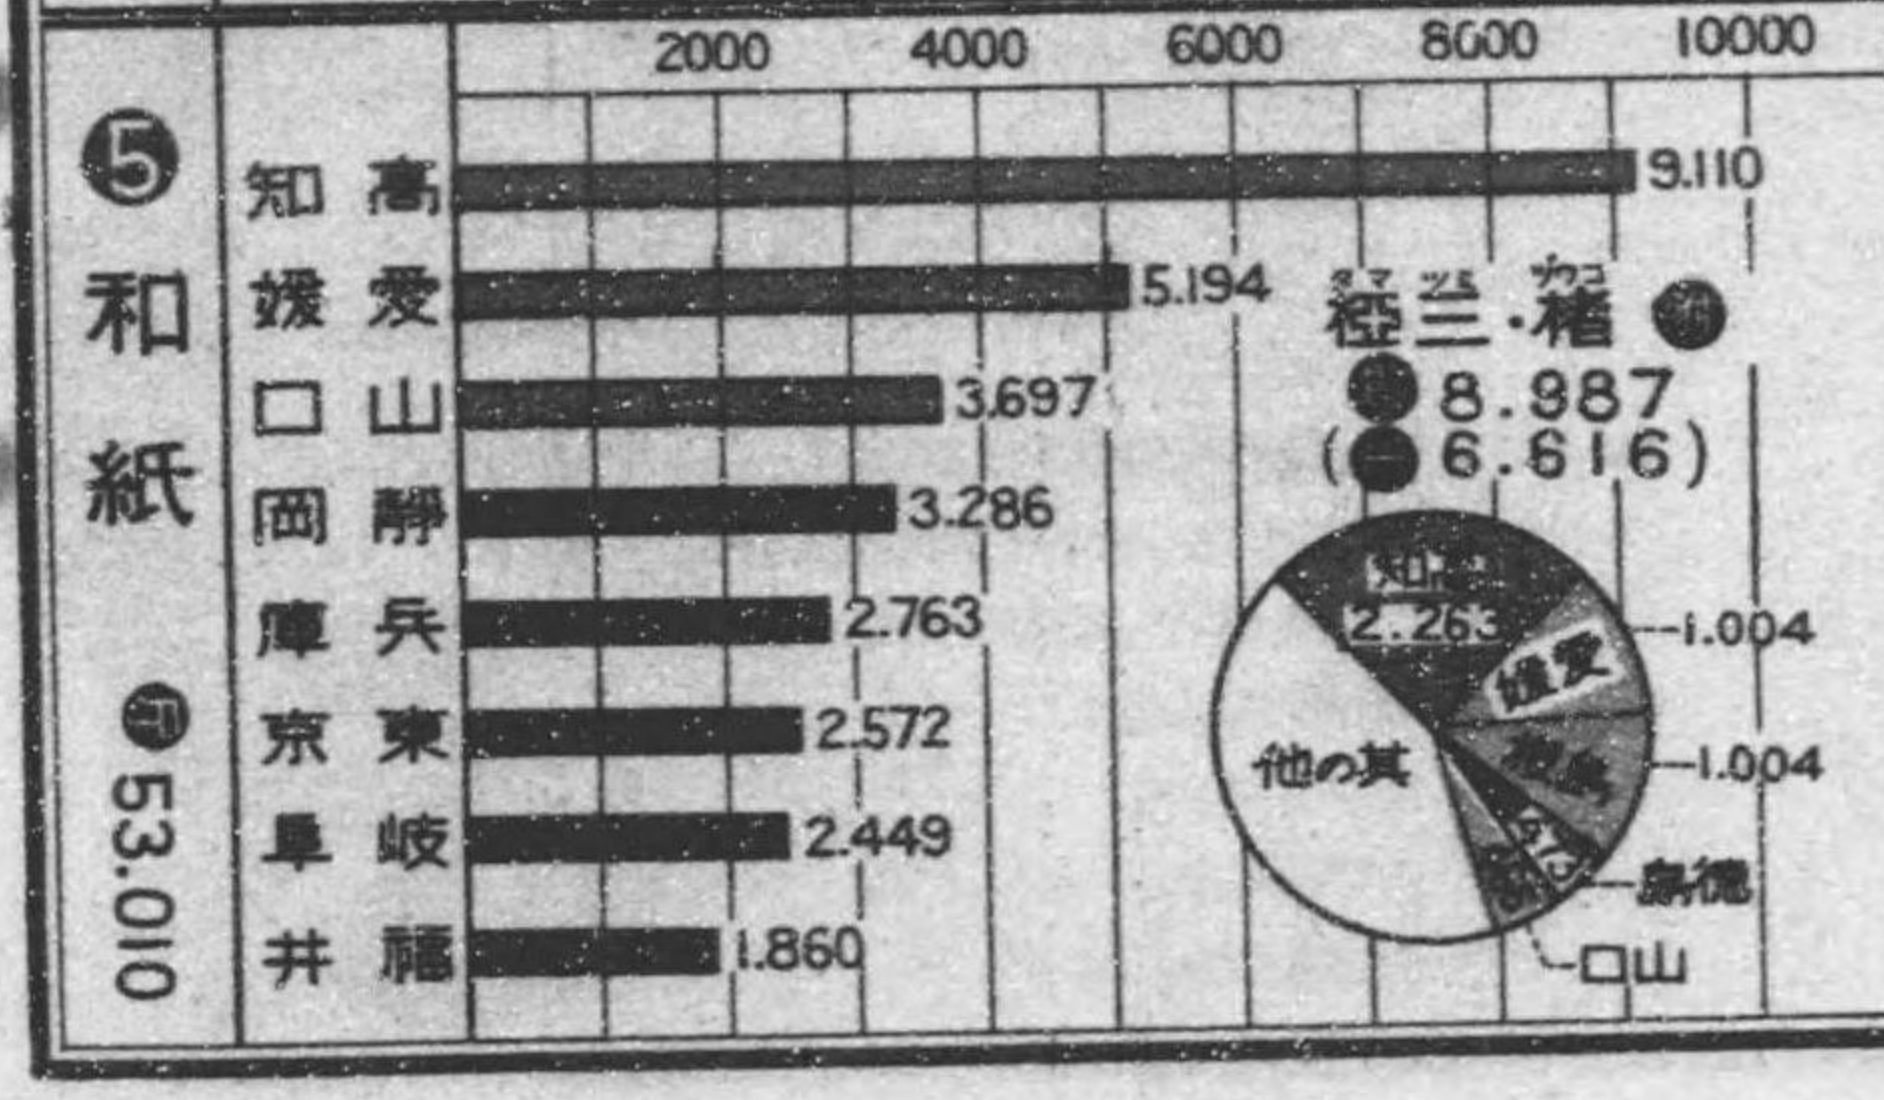 2000 4000 6000 8000 10000
5 和紙
53.010
知高 9.110
媛愛 5.194
口山 3.697
岡靜 3.286
庫兵 2.763
京東 2.572
阜岐 2.449
井福 1.860
椏三・楮
8.987
(一 6.616)
知高
2.263
媛愛
1.004
1.004
島徳
口山
他の其